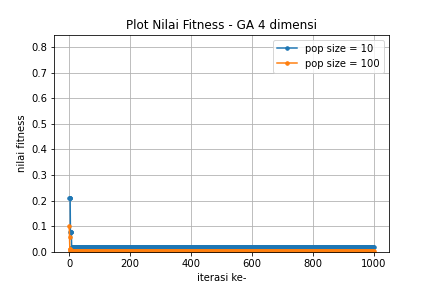 Plot Nilai Fitness - GA 4 dimensi
pop size = 10
pop size = 100
nilai fitness
0.8
0.7
0.6
0.5
0.4
0.3
0.2
0.1
0.0
0 200 400 600 800 1000
iterasi ke-